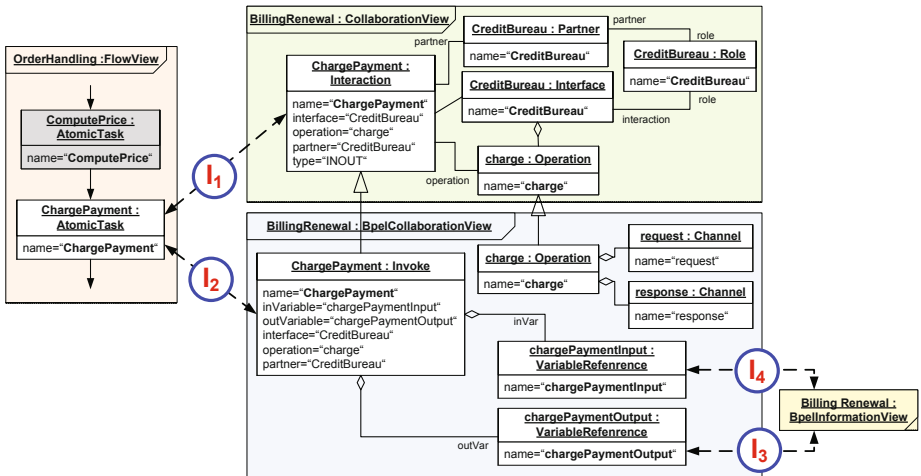 BillingRenewal : CollaborationView
OrderHandling :FlowView
ComputePrice :
AtomicTask
name=“ComputePrice“
ChargePayment :
AtomicTask
name=“ChargePayment“
I1
I2
ChargePayment :
Interaction
name=“ChargePayment“
interface=“CreditBureau“
operation=“charge“
partner=“CreditBureau“
type=“INOUT“
partner
CreditBureau : Partner
name=“CreditBureau“
partner
role
CreditBureau : Role
name=“CreditBureau“
role
CreditBureau : Interface
name=“CreditBureau“
interaction
operation
charge : Operation
name=“charge“
BillingRenewal : BpelCollaborationView
ChargePayment : Invoke
name=“ChargePayment“
inVariable=“chargePaymentInput“
outVariable=“chargePaymentOutput“
interface=“CreditBureau“
operation=“charge“
partner=“CreditBureau“
charge : Operation
name=“charge“
request : Channel
name=“request“
response : Channel
name=“response“
inVar
chargePaymentInput :
VariableRefenrence
name=“chargePaymentInput“
outVar
chargePaymentOutput :
VariableRefenrence
name=“chargePaymentOutput“
I4
I3
Billing Renewal :
BpelInformationView